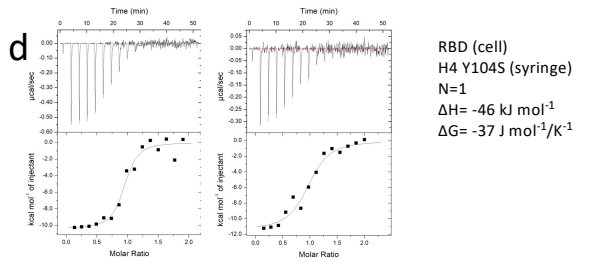 d
Time (min)
0 10 20 30 40 50
0.00
-0.10
-0.20
-0.30
-0.40
-0.50
-0.60
µcal/sec
0.0
-2.0
-4.0
-6.0
-8.0
-10.0
kcal mol⁻¹ of injectant
0.0 0.5 1.0 1.5 2.0
Molar Ratio
Time (min)
0 10 20 30 40 50
0.05
0.00
-0.05
-0.10
-0.15
-0.20
-0.25
-0.30
µcal/sec
0.0
-2.0
-4.0
-6.0
-8.0
-10.0
-12.0
kcal mol⁻¹ of injectant
0.0 0.5 1.0 1.5 2.0
Molar Ratio
RBD (cell)
H4 Y104S (syringe)
N=1
ΔH= -46 kJ mol⁻¹
ΔG= -37 J mol⁻¹/K⁻¹